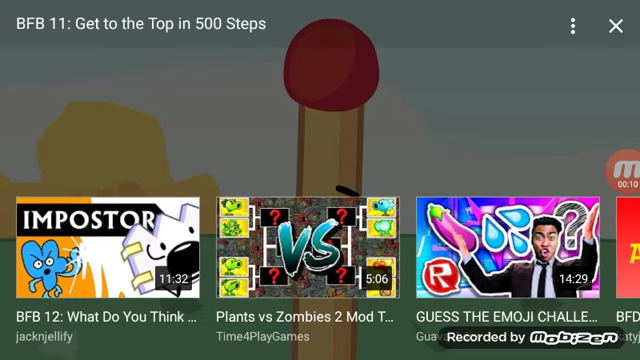 BFB 11: Get to the Top in 500 Steps
00:10
IMPOSTOR
11:32
?
?
VS
?
?
5:06
?
R
14:29
A
BFB 12: What Do You Think ...
Plants vs Zombies 2 Mod T...
GUESS THE EMOJI CHALLE...
BFD
jacknjellify
Time4PlayGames
Guava
Recorded by mobizen
katyj